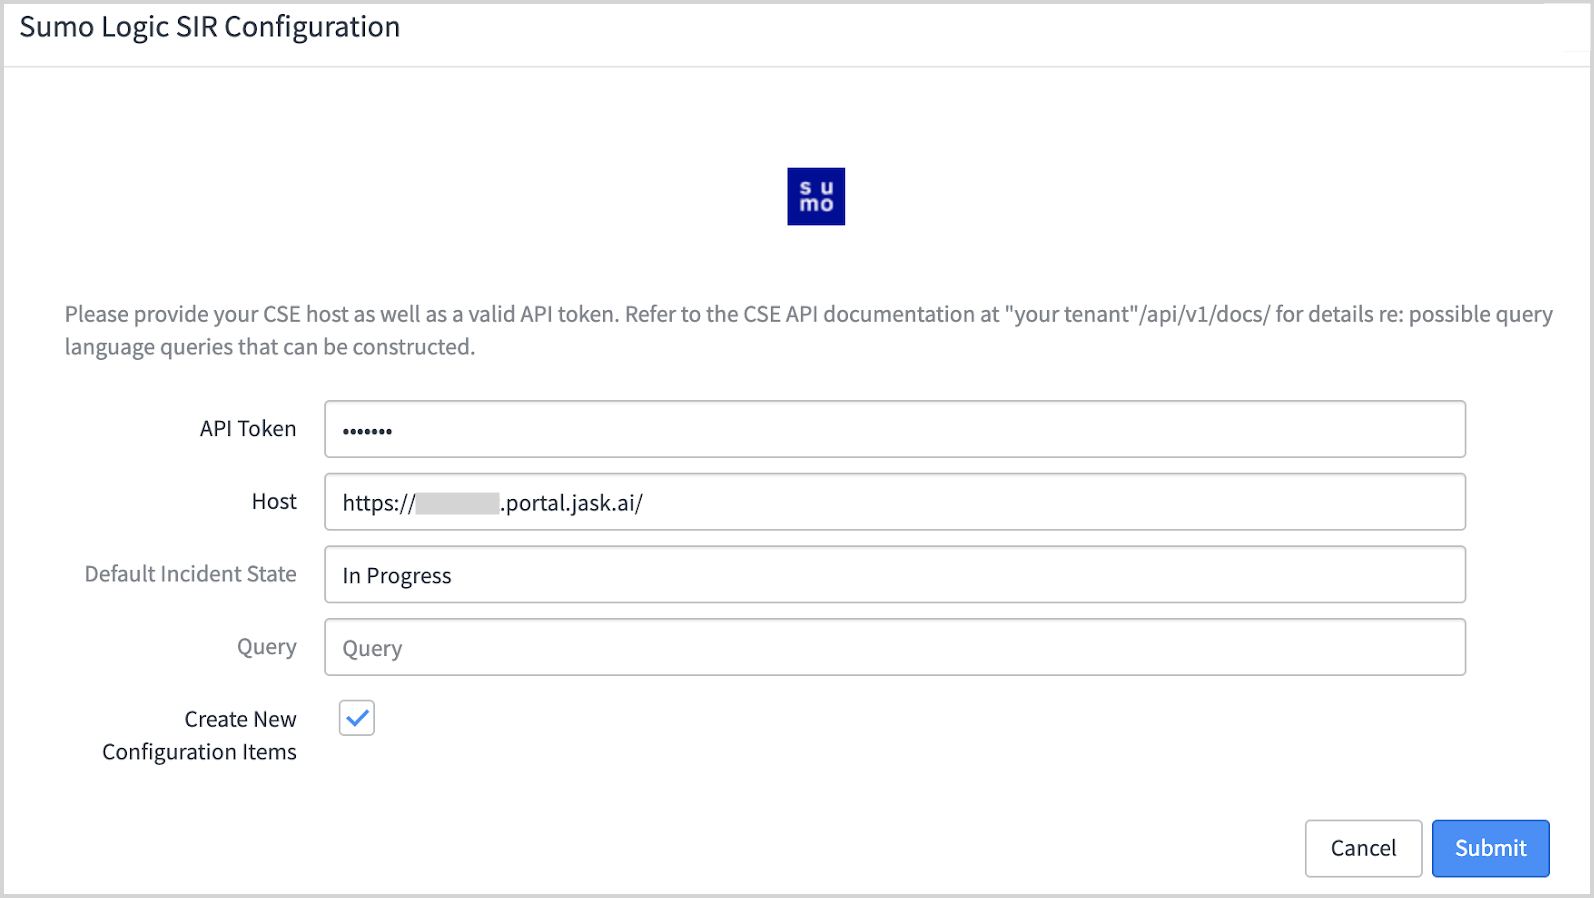 Sumo Logic SIR Configuration
su
mo
Please provide your CSE host as well as a valid API token. Refer to the CSE API documentation at "your tenant"/api/v1/docs/ for details re: possible query
language queries that can be constructed.
API Token •••••••
Host https:// .portal.jask.ai/
Default Incident State In Progress
Query Query
Create New
Configuration Items
Cancel Submit